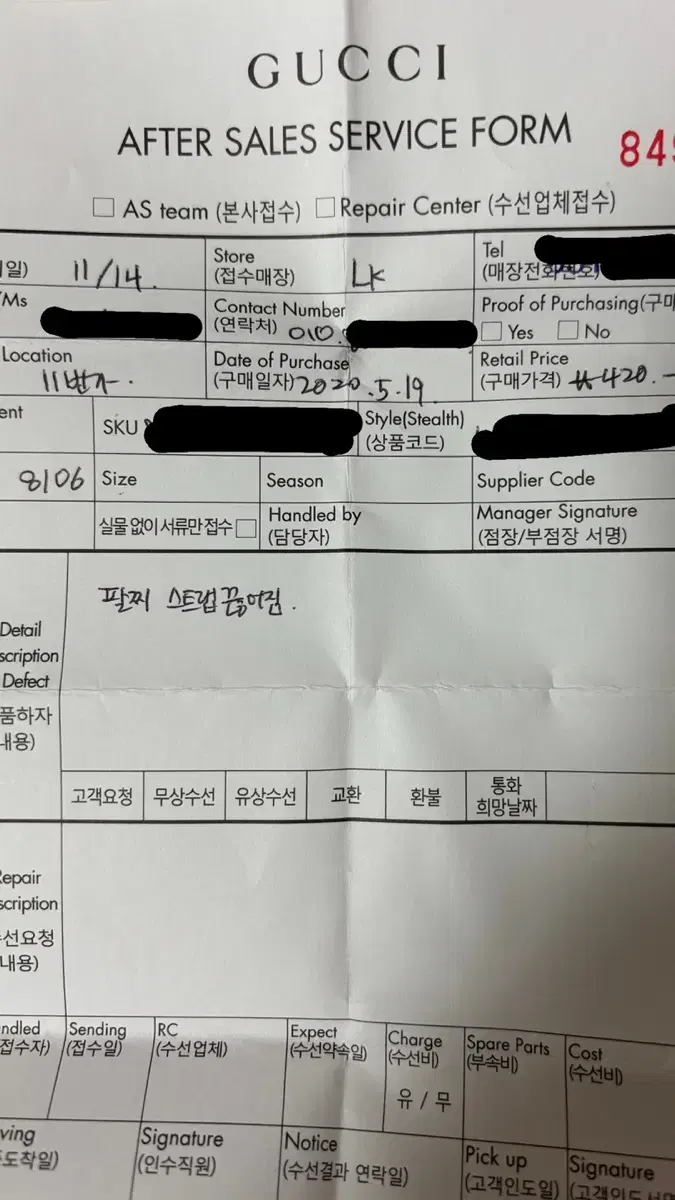 GUCCI
AFTER SALES SERVICE FORM
849
□ AS team (본사접수) □ Repair Center (수선업체접수)
일) 11/14. Store (접수매장) LK Tel (매장전화번호)
/Ms Contact Number (연락처) 010. Proof of Purchasing(구매 □ Yes □ No
Location 11번가. Date of Purchase (구매일자) 2020.5.19. Retail Price (구매가격) ₩420.-
ent SKU Style(Stealth) (상품코드)
8106 Size Season Supplier Code
실물 없이 서류만 접수 □ Handled by (담당자) Manager Signature (점장/부점장 서명)
팔찌 스트랩 끊어짐.
Detail
scription
Defect
품하자
내용)
고객요청 무상수선 유상수선 교환 환불 통화 희망날짜
Repair
scription
수선요청
내용)
ndled (접수자) Sending (접수일) RC (수선업체) Expect (수선약속일) Charge (수선비) 유 / 무 Spare Parts (부속비) Cost (수선비)
ving 도착일) Signature (인수직원) Notice (수선결과 연락일) Pick up (고객인도일) Signature (고객인도서명